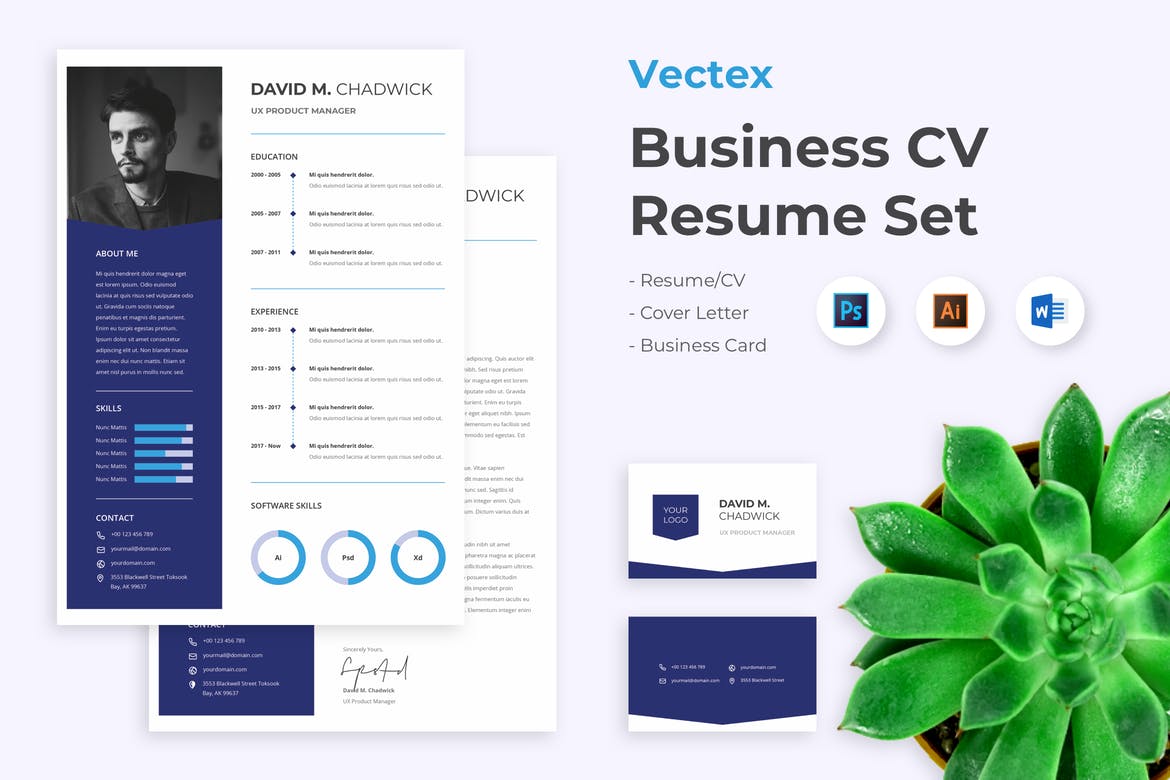 DAVID M. CHADWICK
UX PRODUCT MANAGER
EDUCATION
2000 - 2005
Mi quis hendrerit dolor.
Odio euismod lacinia at lorem quis risus sed odio ut.
2005 - 2007
Mi quis hendrerit dolor.
Odio euismod lacinia at lorem quis risus sed odio ut.
2007 - 2011
Mi quis hendrerit dolor.
Odio euismod lacinia at lorem quis risus sed odio ut.
EXPERIENCE
2010 - 2013
Mi quis hendrerit dolor.
Odio euismod lacinia at lorem quis risus sed odio ut.
2013 - 2015
Mi quis hendrerit dolor.
Odio euismod lacinia at lorem quis risus sed odio ut.
2015 - 2017
Mi quis hendrerit dolor.
Odio euismod lacinia at lorem quis risus sed odio ut.
2017 - Now
Mi quis hendrerit dolor.
Odio euismod lacinia at lorem quis risus sed odio ut.
SOFTWARE SKILLS
Ai
Psd
Xd
ABOUT ME
Mi quis hendrerit dolor magna eget
est lorem ipsum. Dolor sit amet
lacinia at quis risus sed vulputate odio
ut. Gravida cum sociis natoque
penatibus et magnis dis parturient.
Enim eu turpis egestas pretium.
Ipsum dolor sit amet consectetur
adipiscing elit ut. Non blandit massa
enim nec dui nunc mattis. Etiam sit
amet nisl purus in mollis nunc sed.
SKILLS
Nunc Mattis
Nunc Mattis
Nunc Mattis
Nunc Mattis
Nunc Mattis
CONTACT
+00 123 456 789
yourmail@domain.com
yourdomain.com
3553 Blackwell Street Toksook
Bay, AK 99637
DWICK
adipiscing. Quis auctor elit
nibh. Sed risus pretium
lor magna eget est lorem
lputate odio ut. Gravida
turient. Enim eu turpis
r eget aliquet nibh. Ipsum
lementum eu facilisis sed
mmodo sed egestas. Est
ue. Vitae sapien
dit massa enim nec dui
nunc sed. Sagittis id
um integer enim. Quis
um. Dictum varius duis at
udin nibh sit amet
pharetra magna ac placerat
sollicitudin aliquam ultrices.
posuere sollicitudin
tis imperdiet proin
gna fermentum iaculis eu
. Elementum integer enim
CONTACT
+00 123 456 789
yourmail@domain.com
yourdomain.com
3553 Blackwell Street Toksook
Bay, AK 99637
Sincerely Yours,
David M. Chadwick
UX Product Manager
Vectex
Business CV
Resume Set
- Resume/CV
- Cover Letter
- Business Card
Ps
Ai
W
YOUR
LOGO
DAVID M.
CHADWICK
UX PRODUCT MANAGER
+00 123 456 789
yourdomain.com
yourmail@domain.com
3553 Blackwell Street